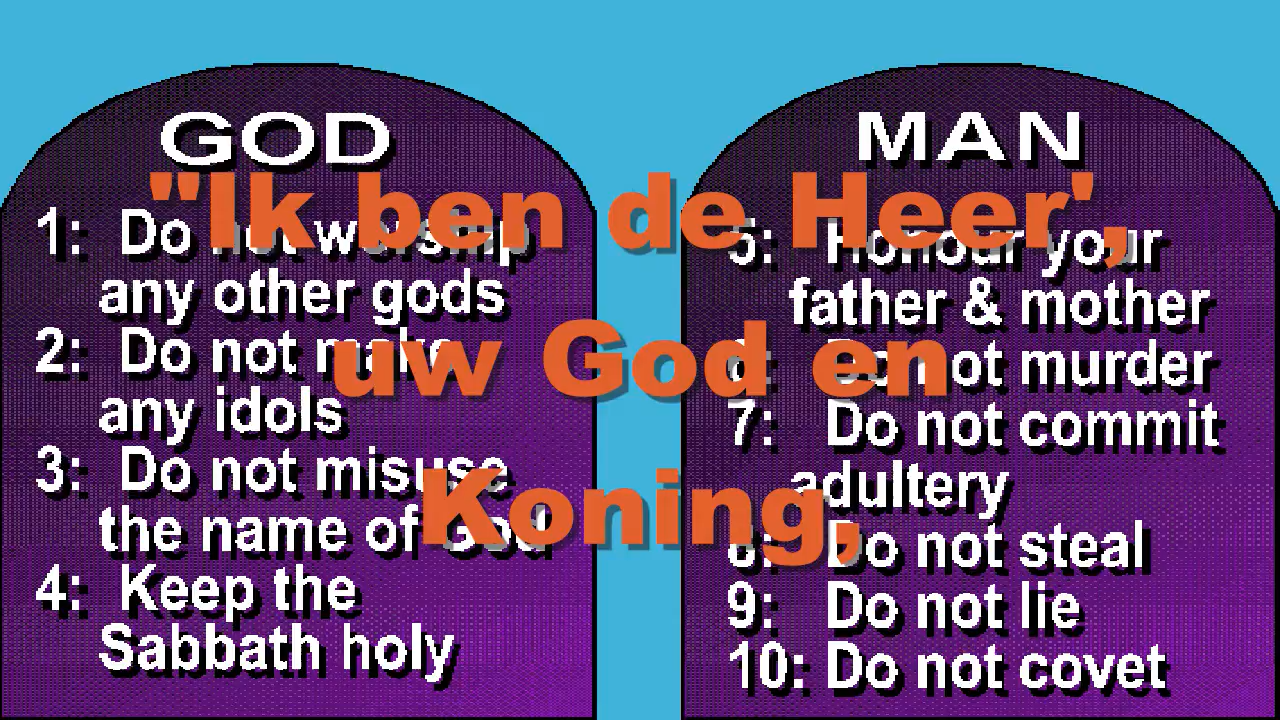 GOD
1: Do not worship
any other gods
2: Do not make
any idols
3: Do not misuse
the name of God
4: Keep the
Sabbath holy
MAN
5: Honour your
father & mother
6: Do not murder
7: Do not commit
adultery
8: Do not steal
9: Do not lie
10: Do not covet
"Ik ben de Heer',
uw God en
Koning,